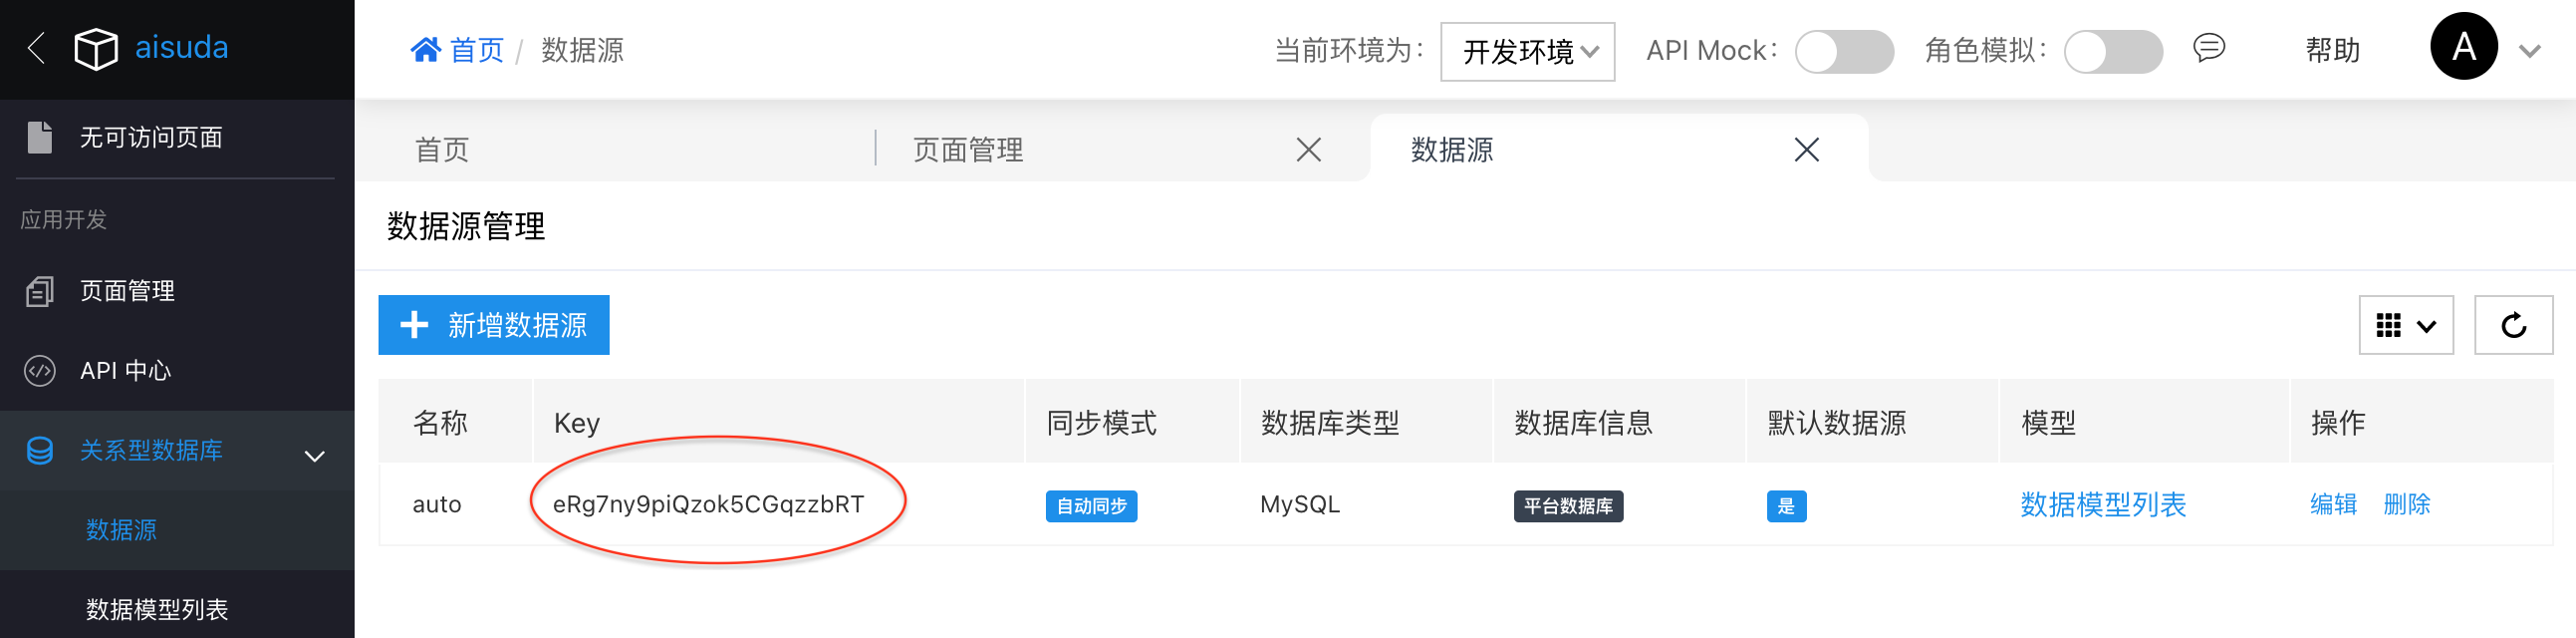 aisuda
首页 / 数据源
当前环境为: 开发环境 API Mock: 角色模拟: 帮助 A
无可访问页面
应用开发
页面管理
API 中心
关系型数据库
数据源
数据模型列表
首页 页面管理 数据源
数据源管理
新增数据源
名称 Key 同步模式 数据库类型 数据库信息 默认数据源 模型 操作
auto eRg7ny9piQzok5CGqzzbRT 自动同步 MySQL 平台数据库 是 数据模型列表 编辑 删除